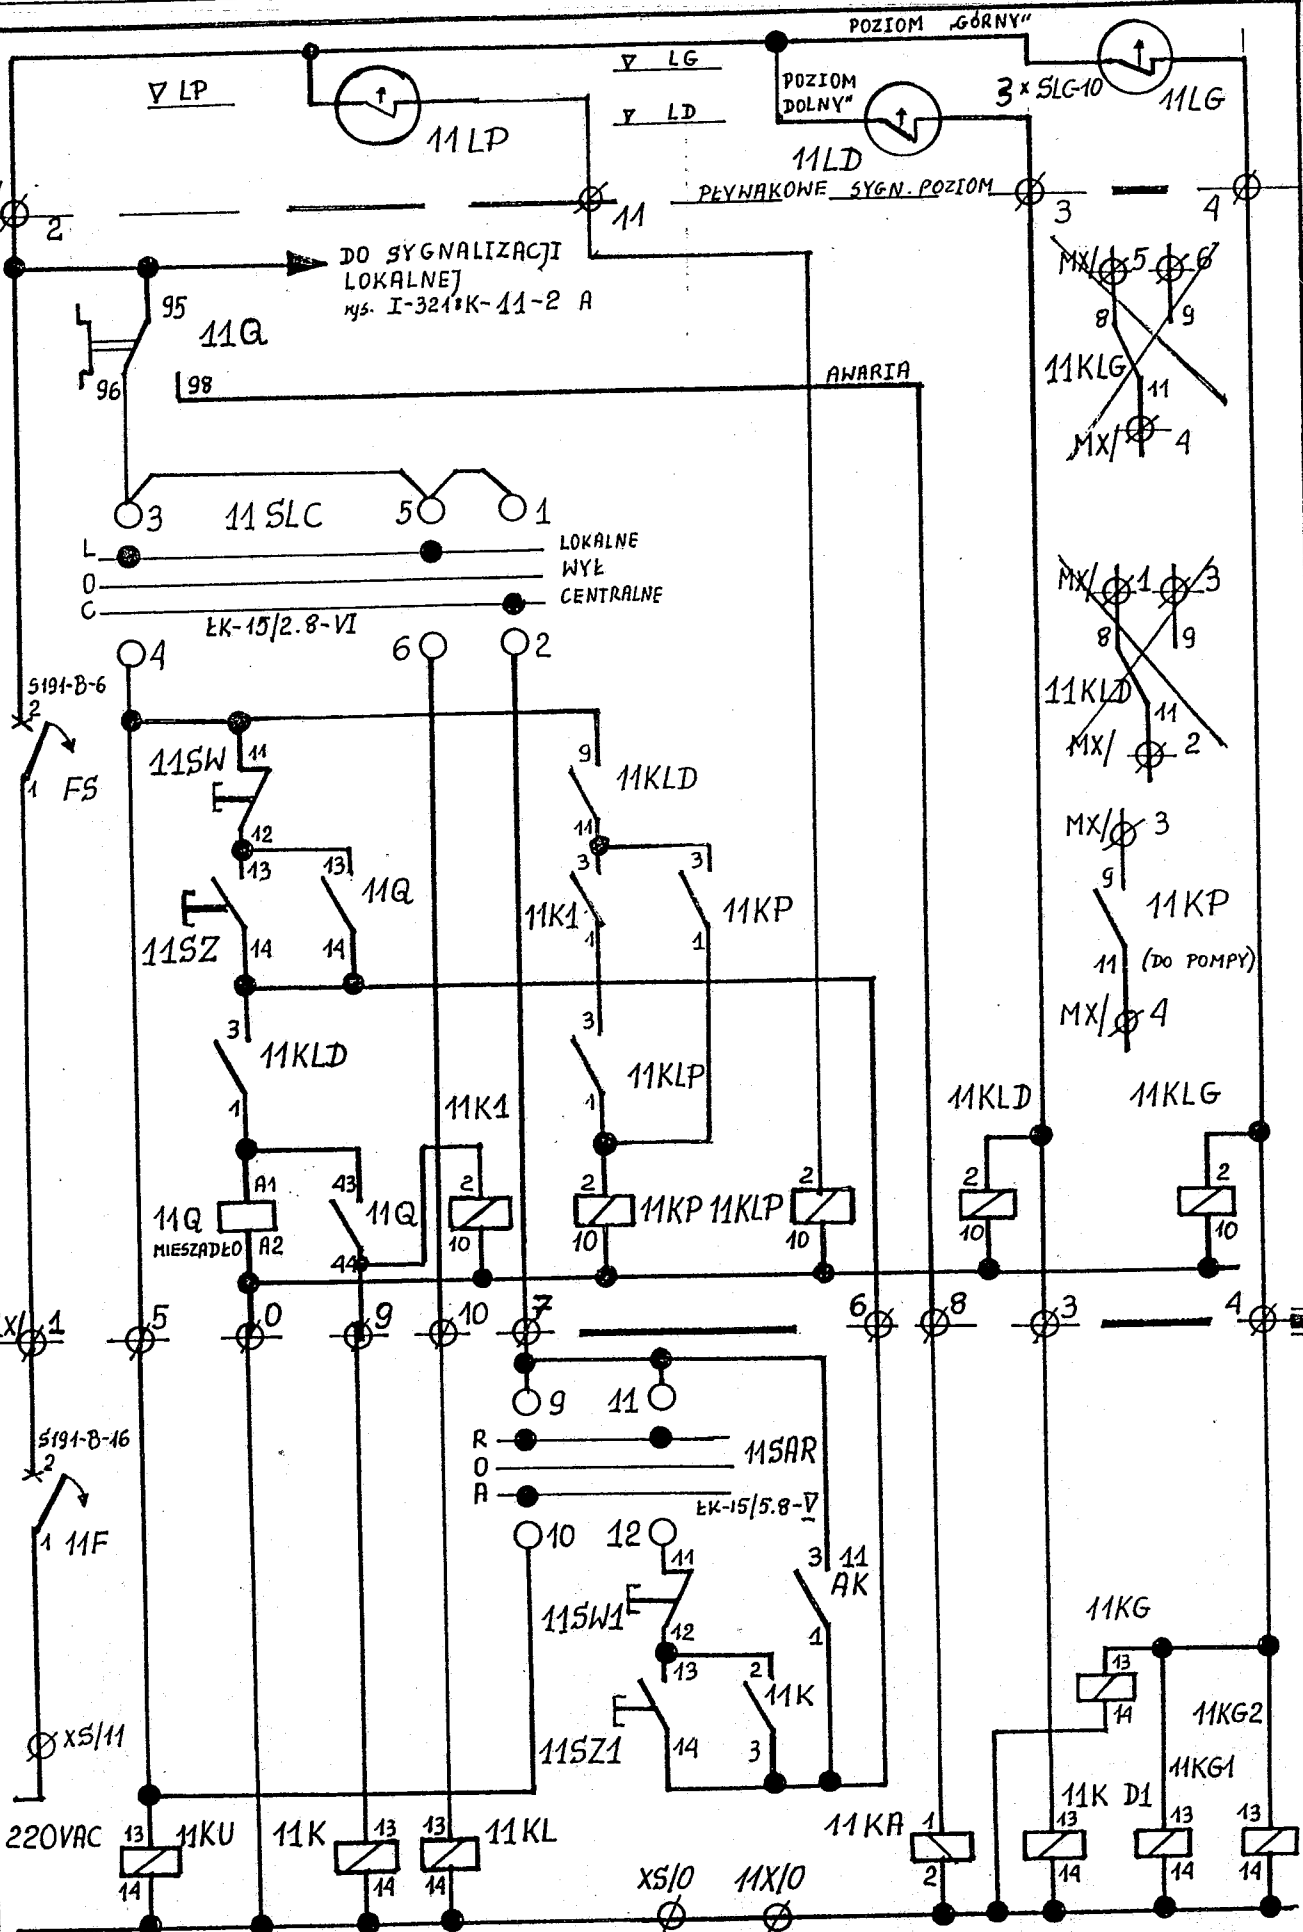 POZIOM „GÓRNY"
LP
11LP
LG
LD
POZIOM
DOLNY"
11LD
3 x SLC-10
11LG
PŁYWAKOWE SYGN. POZIOM
2
11
3
4
DO SYGNALIZACJI
LOKALNEJ
rys. I-3218K-11-2 A
95
11Q
96
98
AWARIA
MX/ 5 6
8 9
11KLG
11
MX/ 4
3 11SLC 5 1
L LOKALNE
O WYŁ
C CENTRALNE
ŁK-15/2.8-VI
4 6 2
MX/ 1 3
8 9
11KLD
11
MX/ 2
S191-B-6
2
1 FS
11SW 11
12
13 13
11Q
11SZ 14 14
9 11KLD
11
3 3
11K1 11KP
1 1
MX/ 3
9 11KP
11 (DO POMPY)
MX/ 4
3
11KLD
1
3
11KLP
1
11K1
11KLD
11KLG
A1
11Q
MIESZADŁO A2
43
11Q
44
2
10
2 11KP
10
11KLP 2
10
2
10
2
10
X/ 1 5 0 9 10 7 6 8 3 4
9 11
R
O
A
11SAR
ŁK-15/5.8-V
10 12
S191-B-16
2
1 11F
11
11SW1
12
13 2
11K
11SZ1 14 3
3 11
AK
1
11KG
13
14
11KG2
11KG1
XS/11
220VAC
13 11KU
14
11K 13
14
13 11KL
14
XS/0 11X/0
11KA 1
2
11K D1
13
14
13
14
13
14